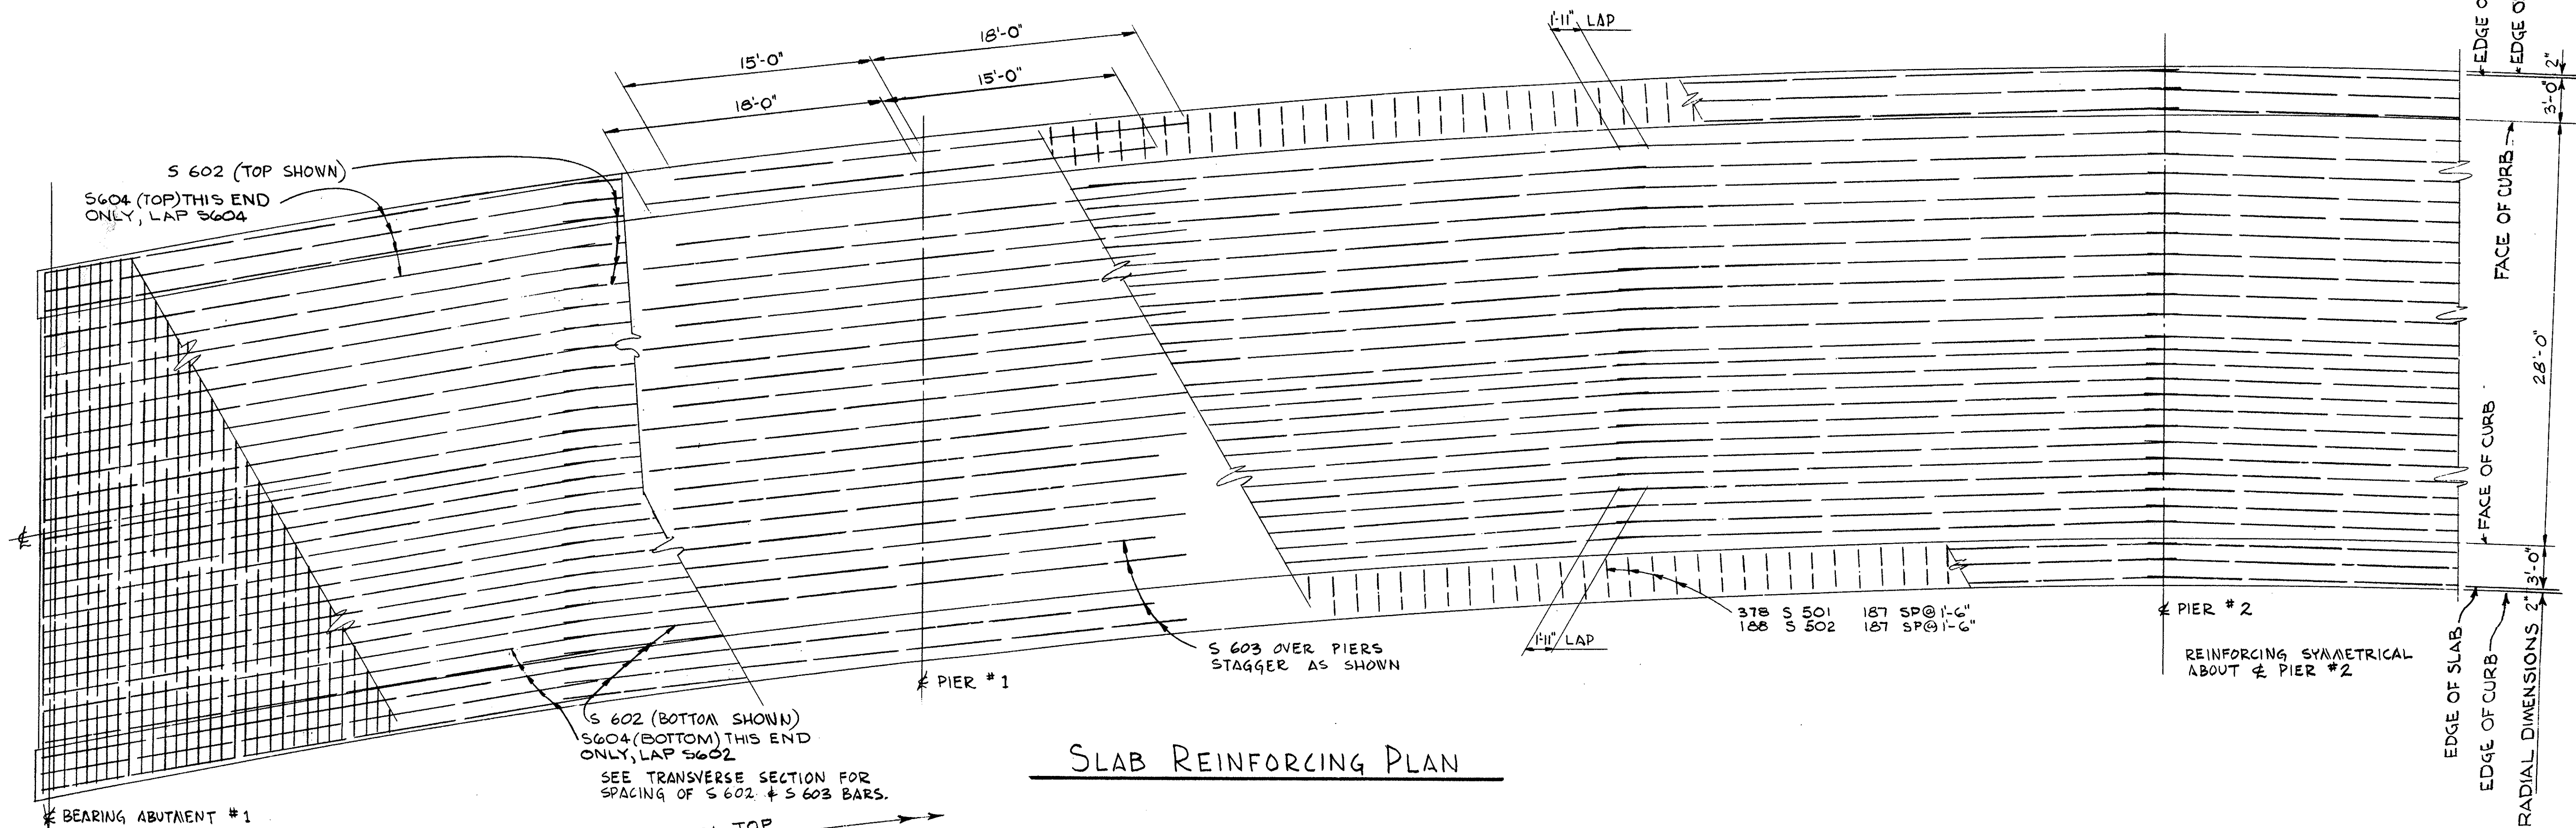 1'-11" LAP
18'-0"
15'-0"
15'-0"
18'-0"
S 602 (TOP SHOWN)
S604 (TOP) THIS END
ONLY, LAP S604
EDGE O
EDGE O
2"
3'-0"
FACE OF CURB
28'-0"
FACE OF CURB
3'-0"
2"
EDGE OF SLAB
EDGE OF CURB
RADIAL DIMENSIONS
℄
378 S 501 187 SP@1'-6"
188 S 502 187 SP@1'-6"
℄ PIER #2
1'-11" LAP
S 603 OVER PIERS
STAGGER AS SHOWN
REINFORCING SYMMETRICAL
ABOUT ℄ PIER #2
℄ PIER #1
S 602 (BOTTOM SHOWN)
S604 (BOTTOM) THIS END
ONLY, LAP S602
SEE TRANSVERSE SECTION FOR
SPACING OF S 602 & S 603 BARS.
SLAB REINFORCING PLAN
℄ BEARING ABUTMENT #1
TOP